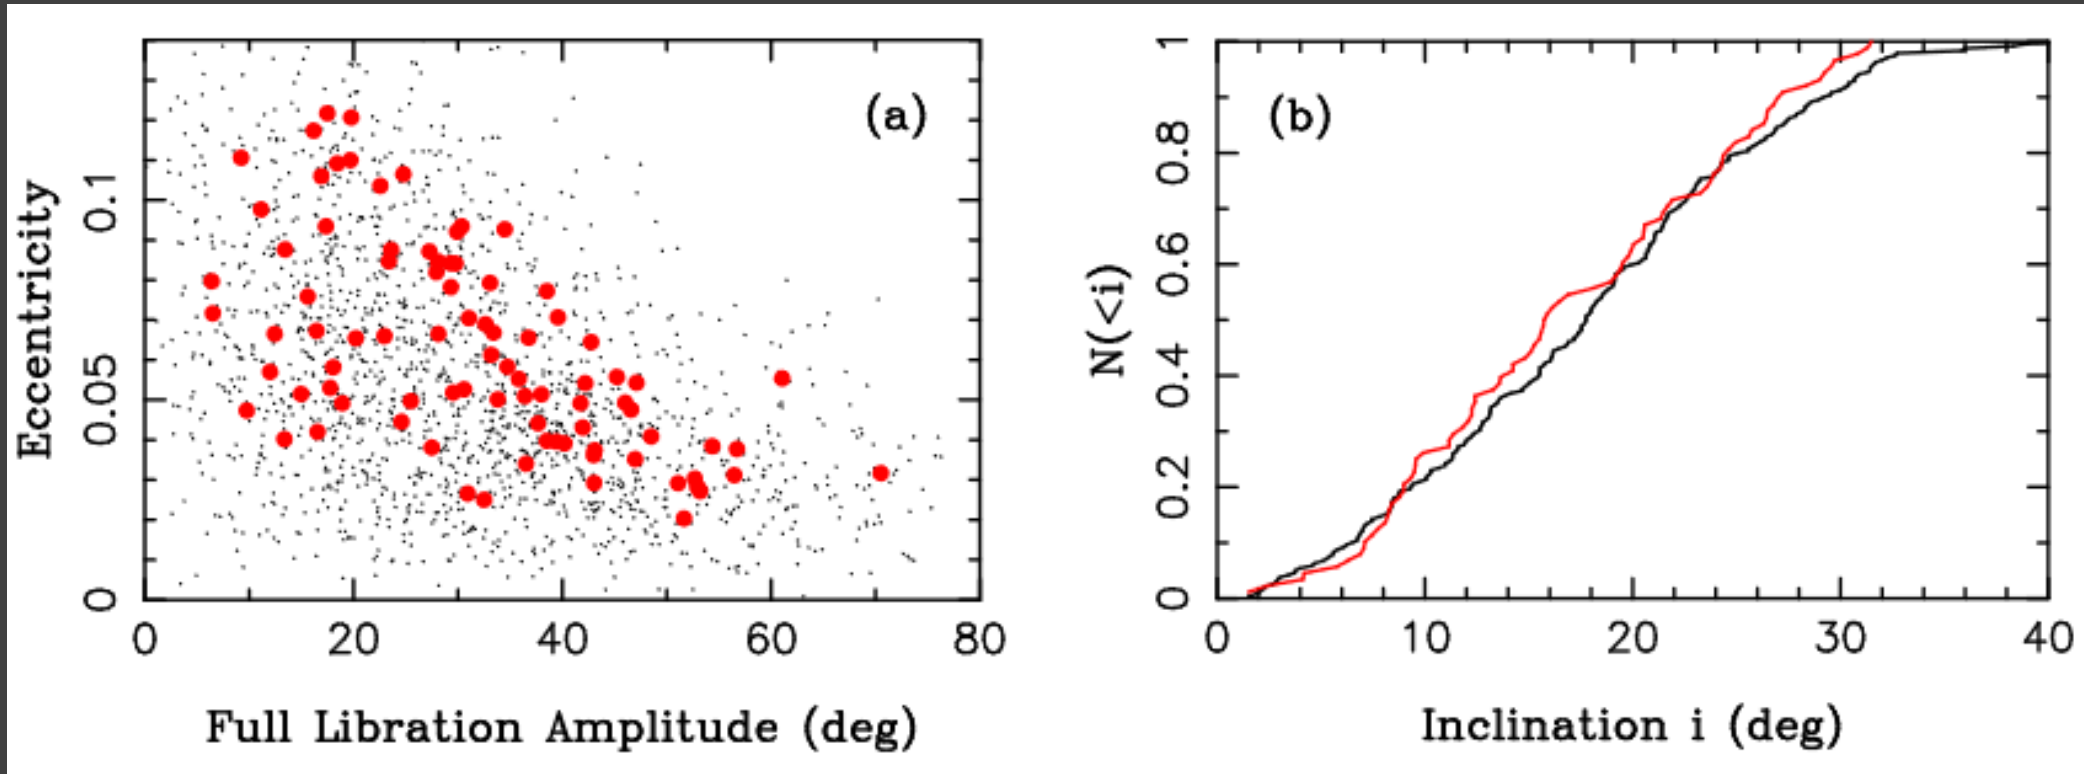 (a)
Eccentricity
0.1
0.05
0
0 20 40 60 80
Full Libration Amplitude (deg)
(b)
N(<i)
1
0.8
0.6
0.4
0.2
0
0 10 20 30 40
Inclination i (deg)